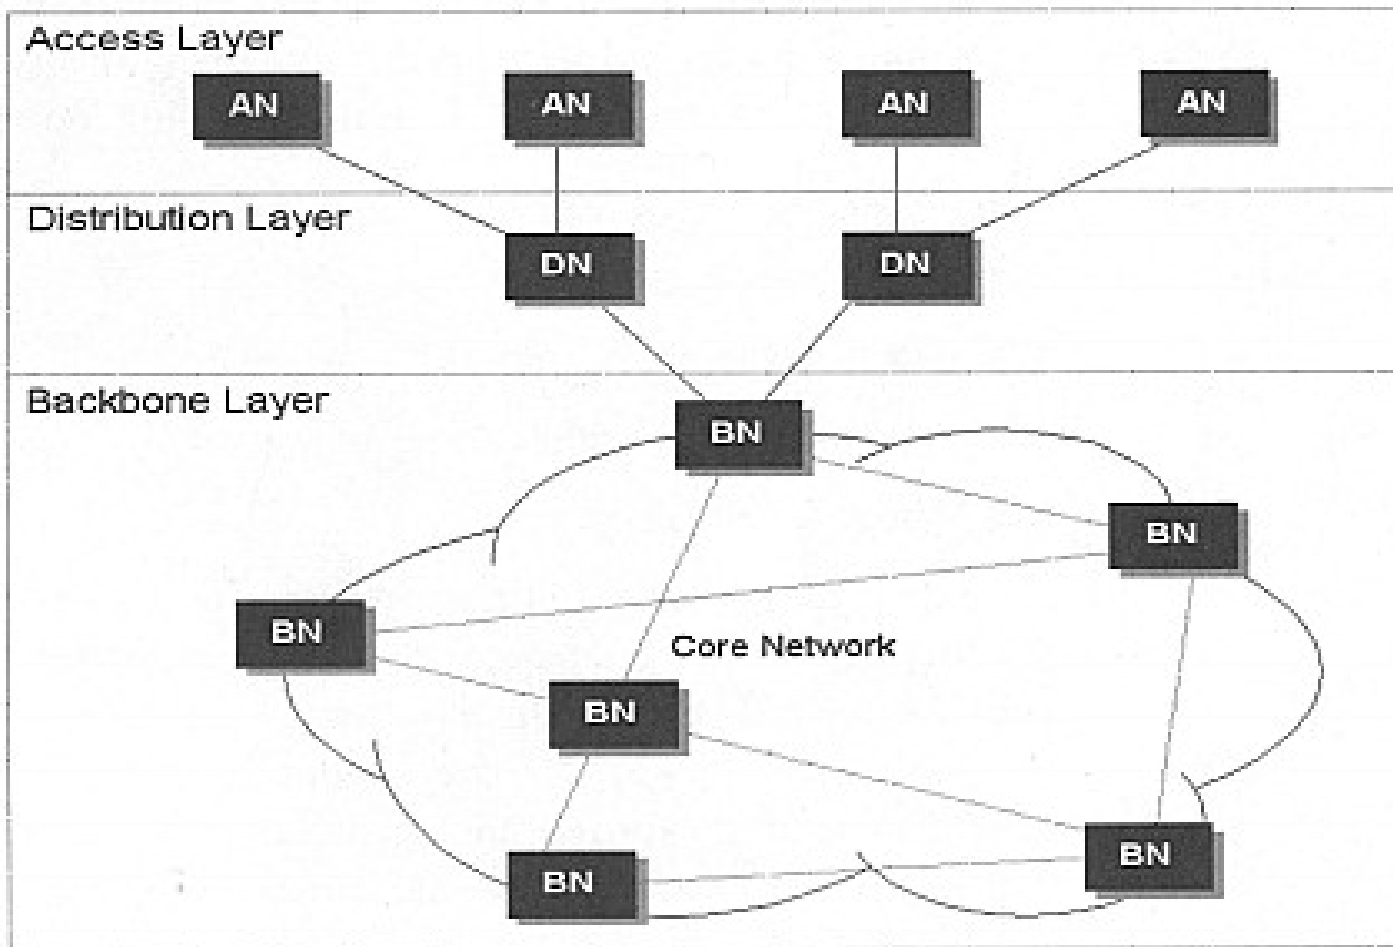 Access Layer
AN AN AN AN
Distribution Layer
DN DN
Backbone Layer
BN
BN
BN
Core Network
BN
BN
BN